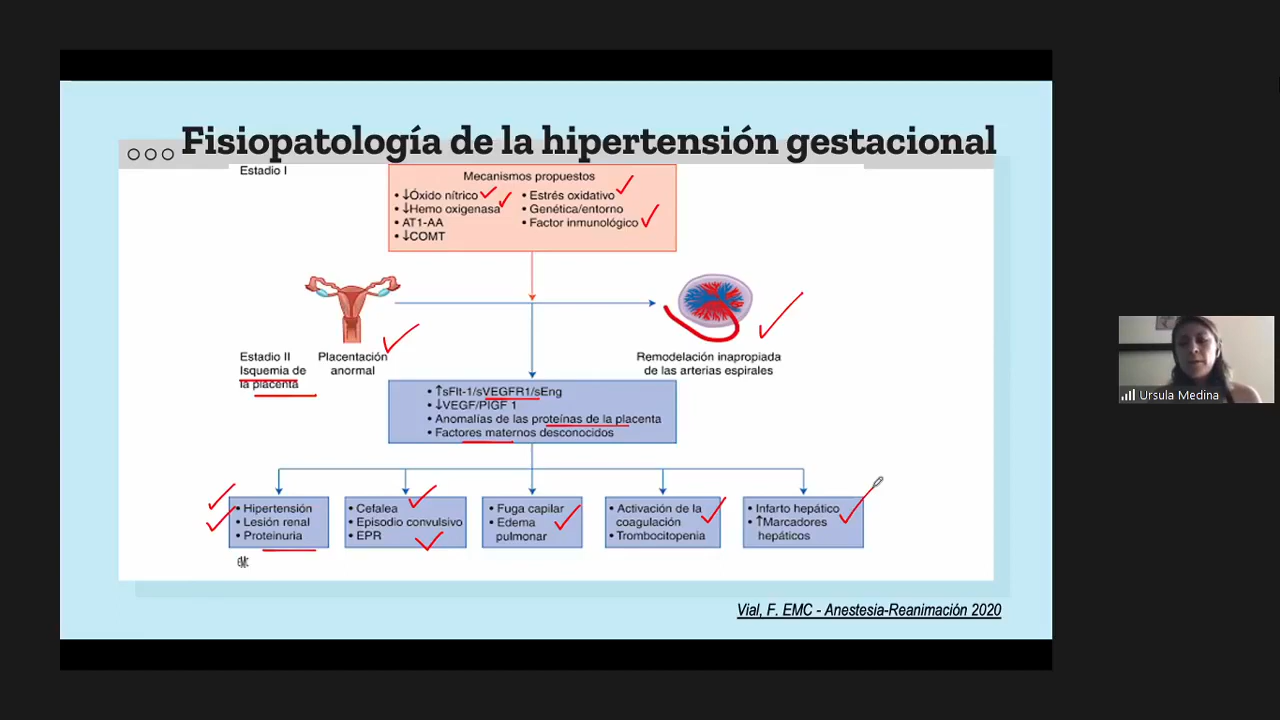 Fisiopatología de la hipertensión gestacional
Estadio I
Mecanismos propuestos
• ↓Óxido nítrico
• ↓Hemo oxigenasa
• AT1-AA
• ↓COMT
• Estrés oxidativo
• Genética/entorno
• Factor inmunológico
Estadio II
Isquemia de
la placenta
Placentación
anormal
Remodelación inapropiada
de las arterias espirales
• ↑sFlt-1/sVEGFR1/sEng
• ↓VEGF/PIGF 1
• Anomalías de las proteínas de la placenta
• Factores maternos desconocidos
• Hipertensión
• Lesión renal
• Proteinuria
• Cefalea
• Episodio convulsivo
• EPR
• Fuga capilar
• Edema
pulmonar
• Activación de la
coagulación
• Trombocitopenia
• Infarto hepático
• ↑Marcadores
hepáticos
EMC
Vial, F. EMC - Anestesia-Reanimación 2020
Ursula Medina